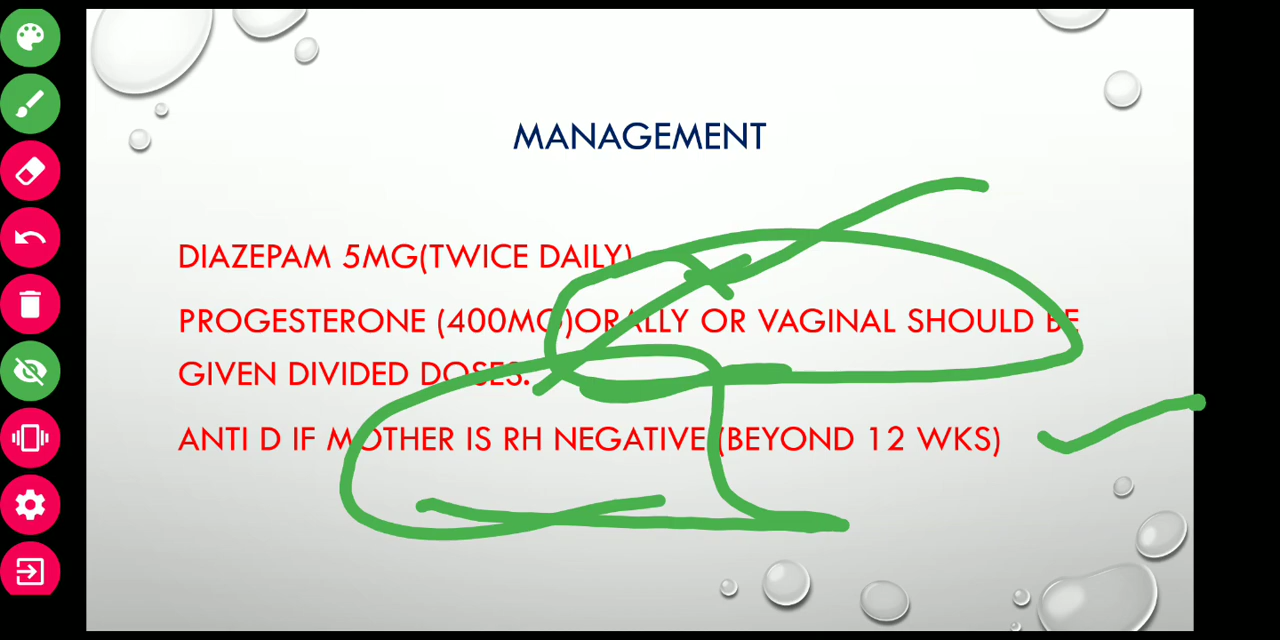 MANAGEMENT
DIAZEPAM 5MG(TWICE DAILY)
PROGESTERONE (400MG)ORALLY OR VAGINAL SHOULD BE
GIVEN DIVIDED DOSES.
ANTI D IF MOTHER IS RH NEGATIVE (BEYOND 12 WKS)